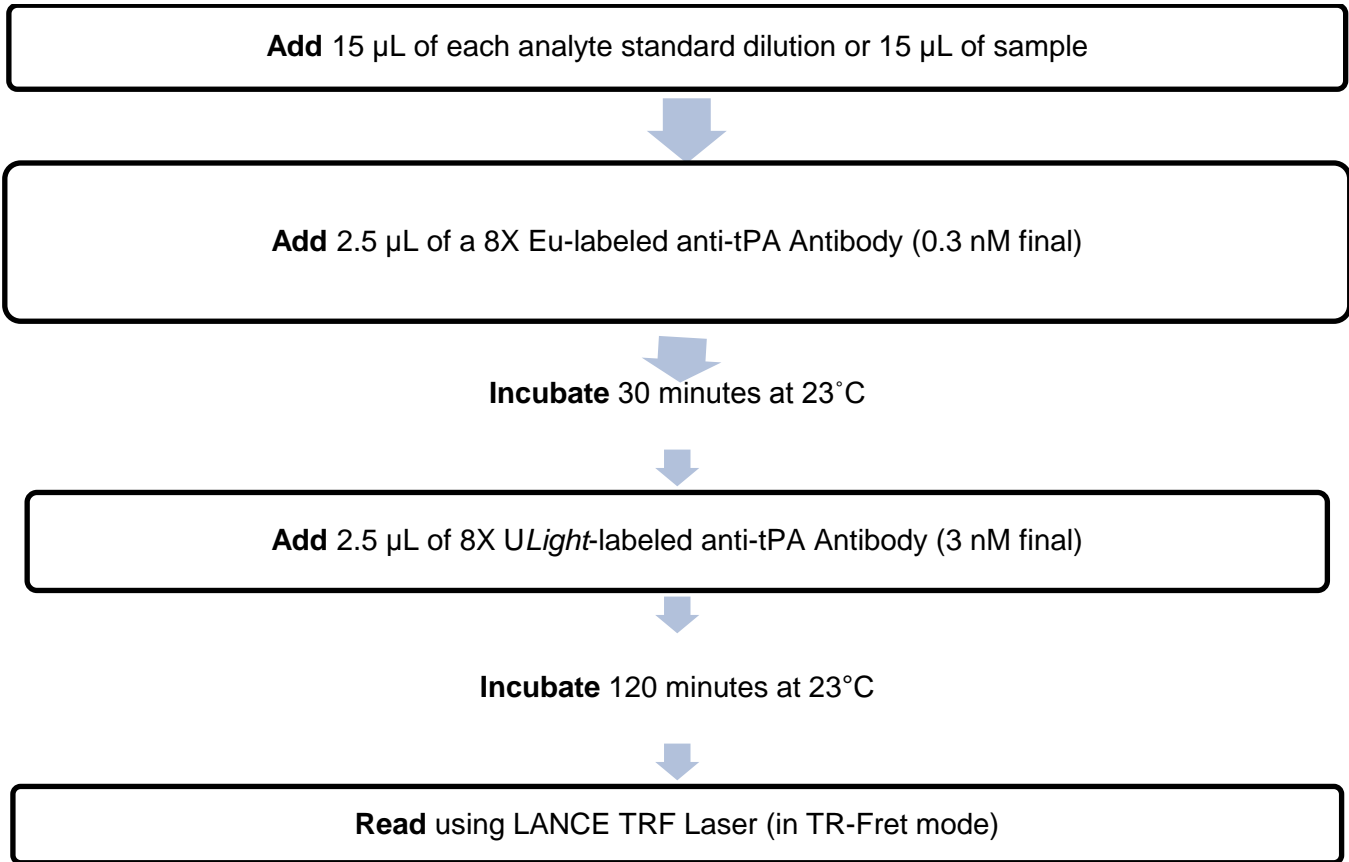 Add 15 µL of each analyte standard dilution or 15 µL of sample
Add 2.5 µL of a 8X Eu-labeled anti-tPA Antibody (0.3 nM final)
Incubate 30 minutes at 23˚C
Add 2.5 µL of 8X ULight-labeled anti-tPA Antibody (3 nM final)
Incubate 120 minutes at 23°C
Read using LANCE TRF Laser (in TR-Fret mode)